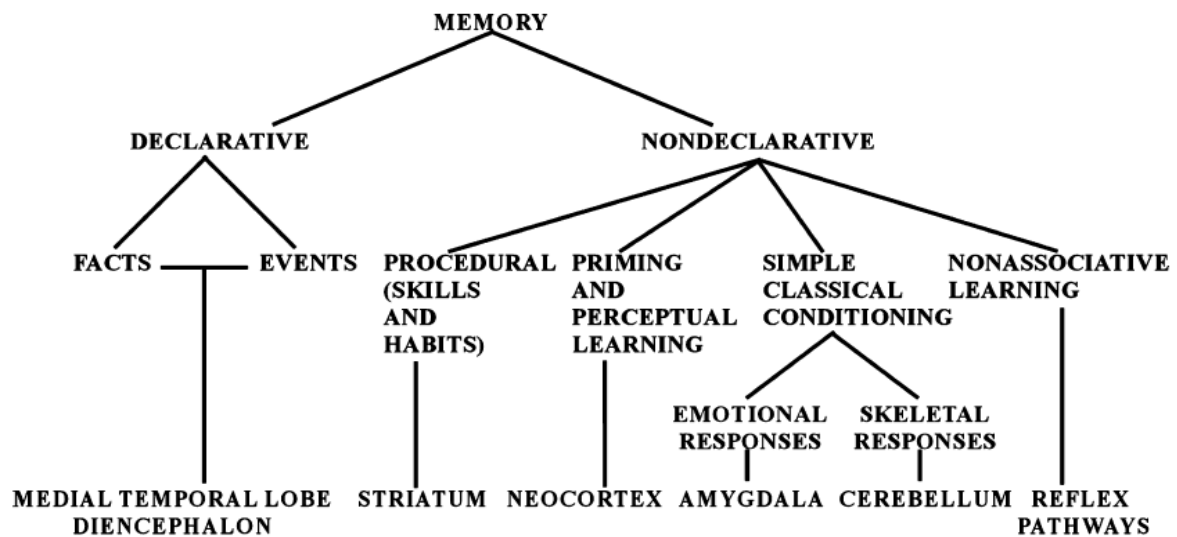 MEMORY
DECLARATIVE
NONDECLARATIVE
FACTS
EVENTS
PROCEDURAL
(SKILLS
AND
HABITS)
PRIMING
AND
PERCEPTUAL
LEARNING
SIMPLE
CLASSICAL
CONDITIONING
NONASSOCIATIVE
LEARNING
EMOTIONAL
RESPONSES
SKELETAL
RESPONSES
MEDIAL TEMPORAL LOBE
DIENCEPHALON
STRIATUM
NEOCORTEX
AMYGDALA
CEREBELLUM
REFLEX
PATHWAYS